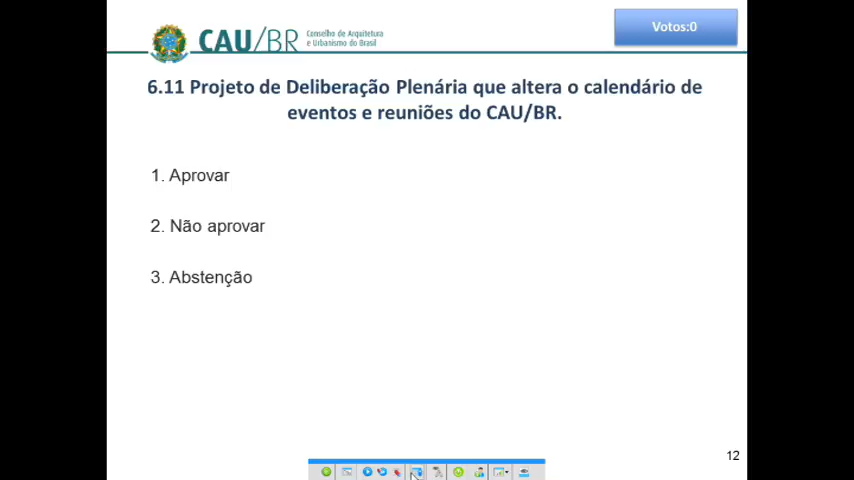 CAU/BR
Conselho de Arquitetura
e Urbanismo do Brasil
Votos:0
6.11 Projeto de Deliberação Plenária que altera o calendário de
eventos e reuniões do CAU/BR.
1. Aprovar
2. Não aprovar
3. Abstenção
12